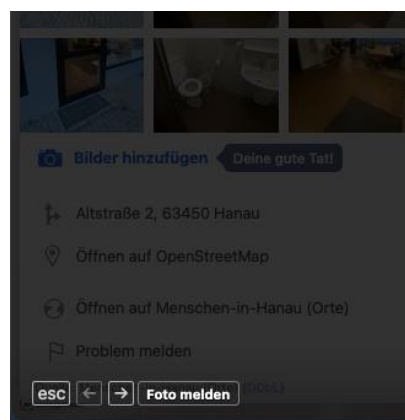 Bilder hinzufügen Deine gute Tat!
Altstraße 2, 63450 Hanau
Öffnen auf OpenStreetMap
Öffnen auf Menschen-in-Hanau (Orte)
Problem melden
esc ← → Foto melden